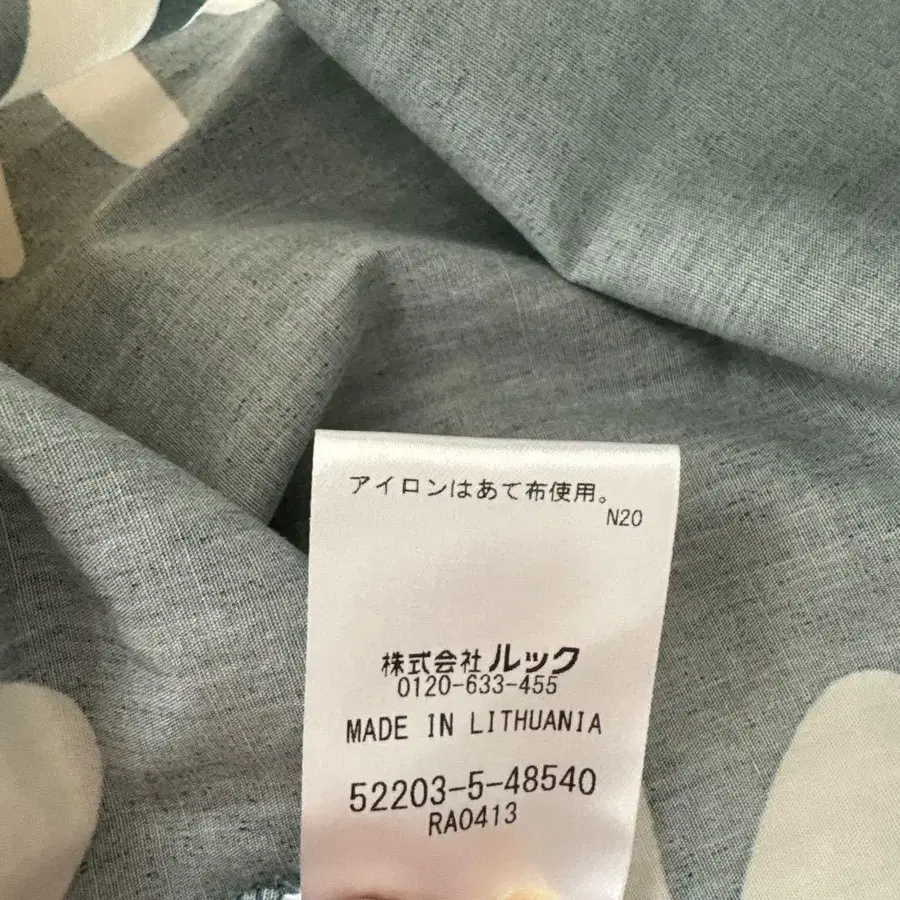 アイロンはあて布使用。
N20
株式会社ルック
0120-633-455
MADE IN LITHUANIA
52203-5-48540
RA0413